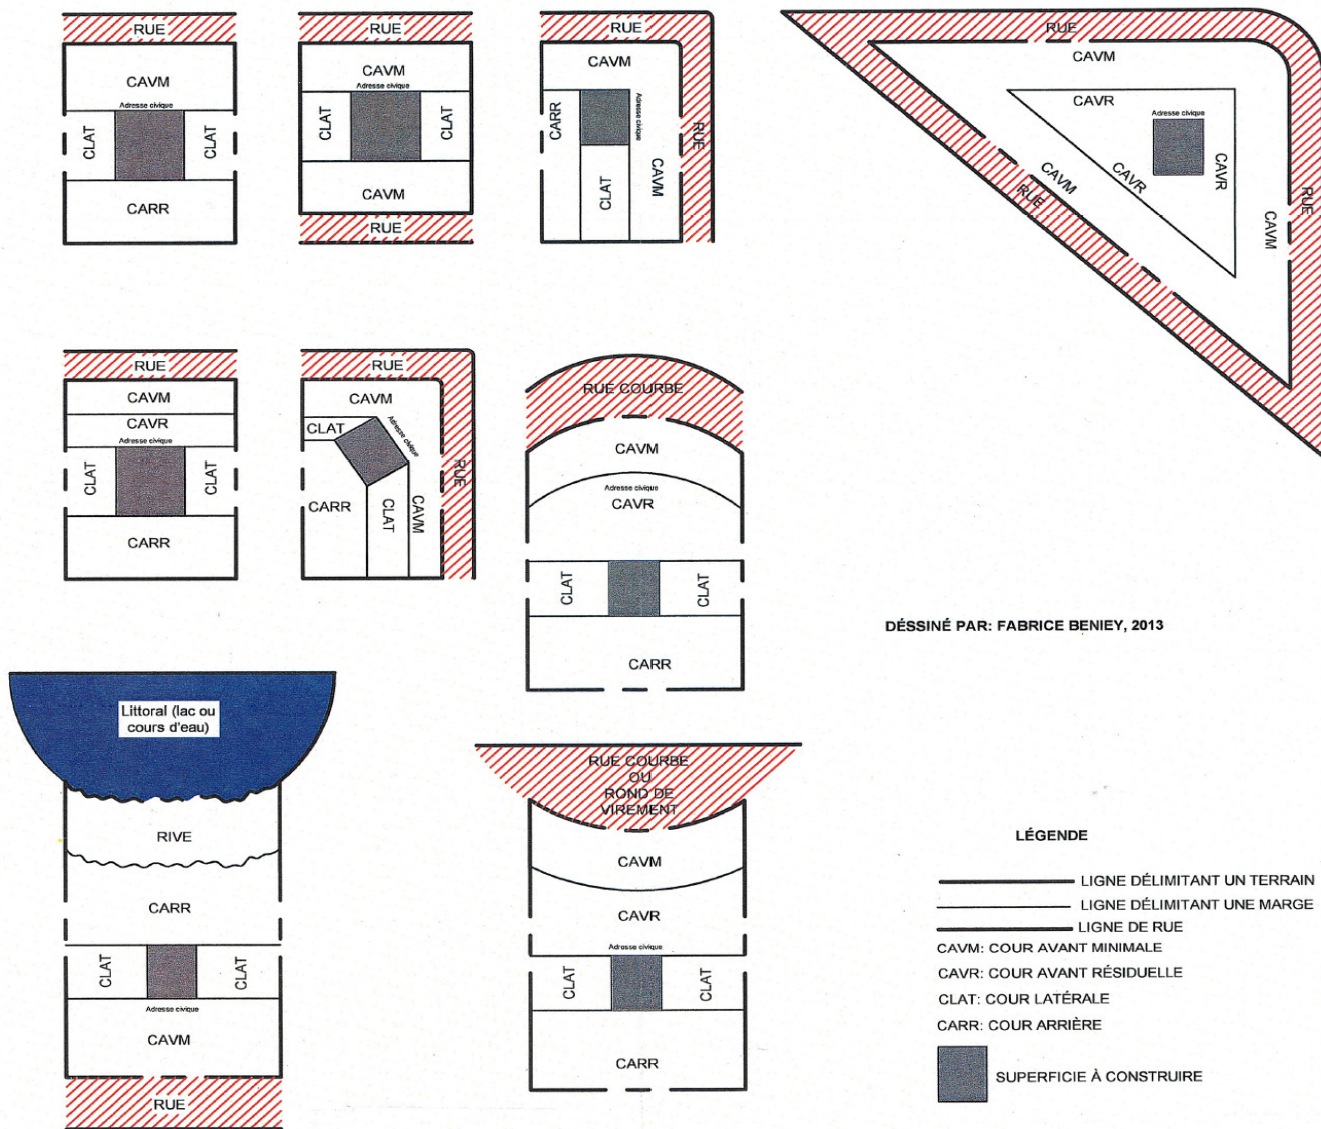 RUE
CAVM
Adresse civique
CLAT
CLAT
CARR
RUE
CAVM
Adresse civique
CLAT
CLAT
CAVM
RUE
RUE
CAVM
CARR
Adresse civique
RUE
CLAT
CAVM
RUE
CAVM
CAVR
Adresse civique
CAVR
CAVR
CAVM
RUE
CAVM
RUE
RUE
CAVM
CAVR
Adresse civique
CLAT
CLAT
CARR
RUE
CAVM
CLAT
Adresse civique
RUE
CARR
CLAT
CAVM
RUE COURBE
CAVM
Adresse civique
CAVR
CLAT
CLAT
CARR
DÉSSINÉ PAR: FABRICE BENIEY, 2013
Littoral (lac ou
cours d'eau)
RIVE
CARR
CLAT
CLAT
Adresse civique
CAVM
RUE
RUE COURBE
OU
ROND DE
VIREMENT
CAVM
CAVR
Adresse civique
CLAT
CLAT
CARR
LÉGENDE
LIGNE DÉLIMITANT UN TERRAIN
LIGNE DÉLIMITANT UNE MARGE
LIGNE DE RUE
CAVM: COUR AVANT MINIMALE
CAVR: COUR AVANT RÉSIDUELLE
CLAT: COUR LATÉRALE
CARR: COUR ARRIÈRE
SUPERFICIE À CONSTRUIRE